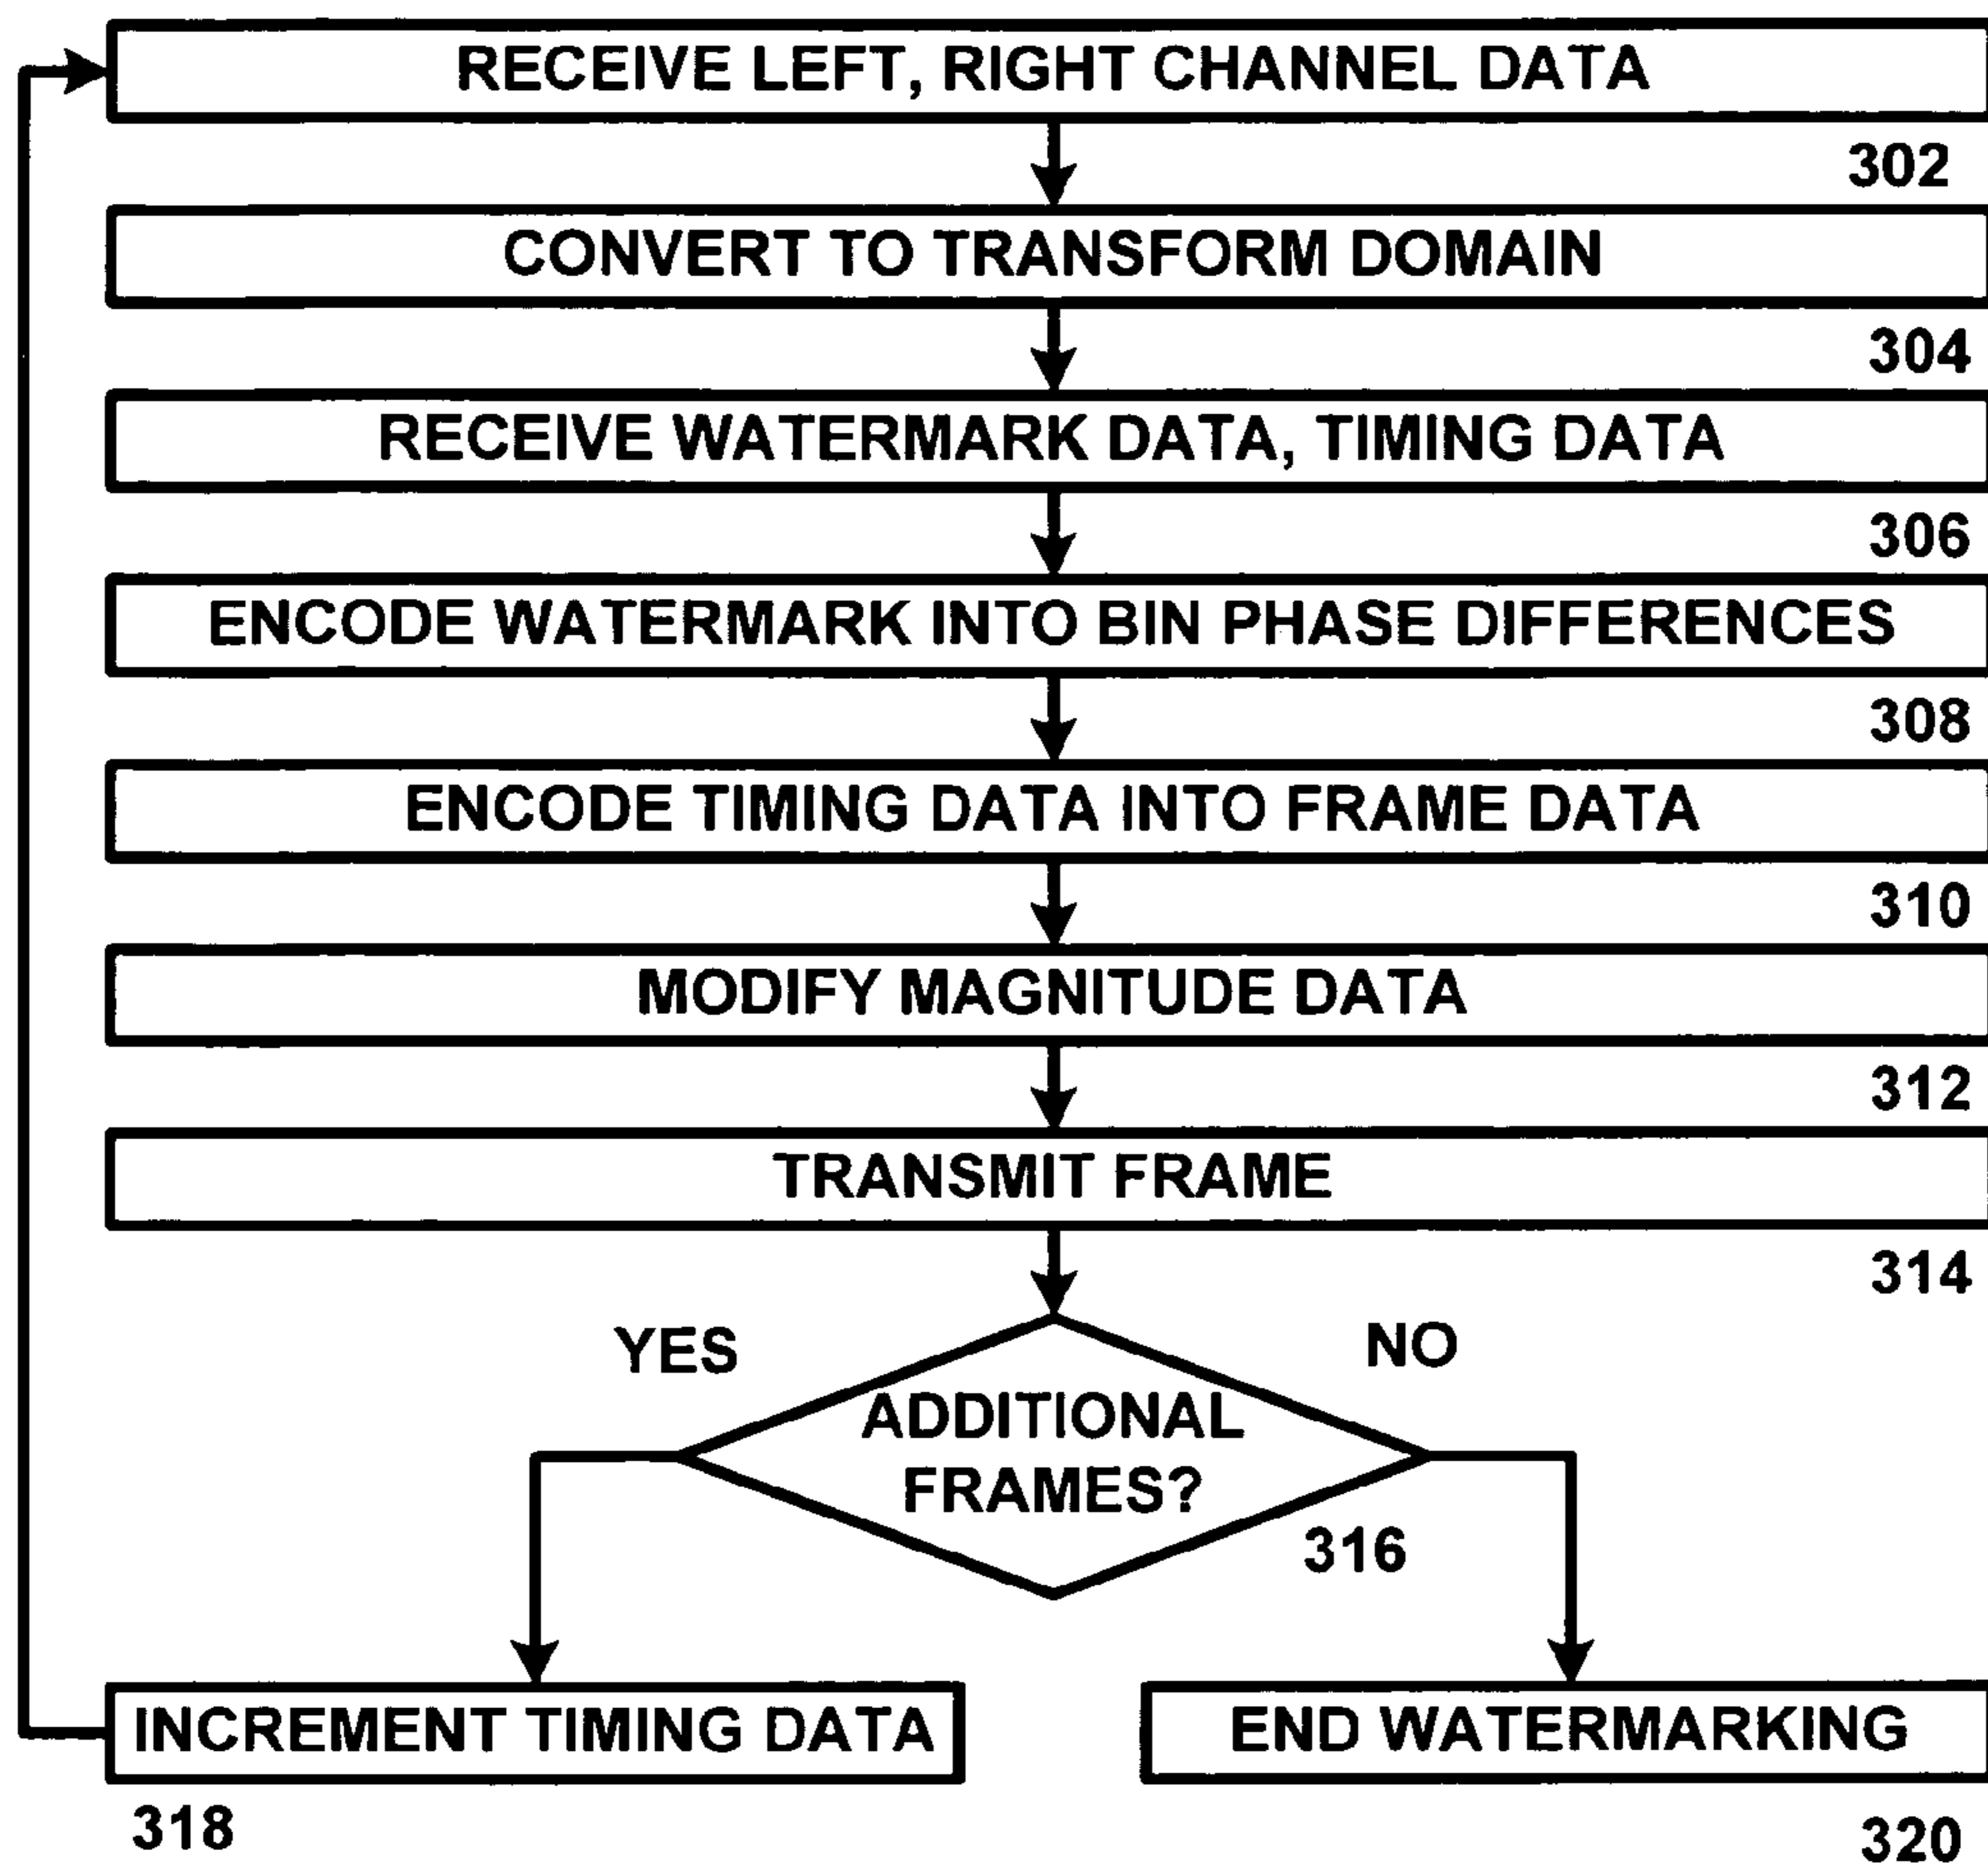 RECEIVE LEFT, RIGHT CHANNEL DATA
302
CONVERT TO TRANSFORM DOMAIN
304
RECEIVE WATERMARK DATA, TIMING DATA
306
ENCODE WATERMARK INTO BIN PHASE DIFFERENCES
308
ENCODE TIMING DATA INTO FRAME DATA
310
MODIFY MAGNITUDE DATA
312
TRANSMIT FRAME
314
YES
NO
ADDITIONAL
FRAMES?
316
INCREMENT TIMING DATA
END WATERMARKING
318
320